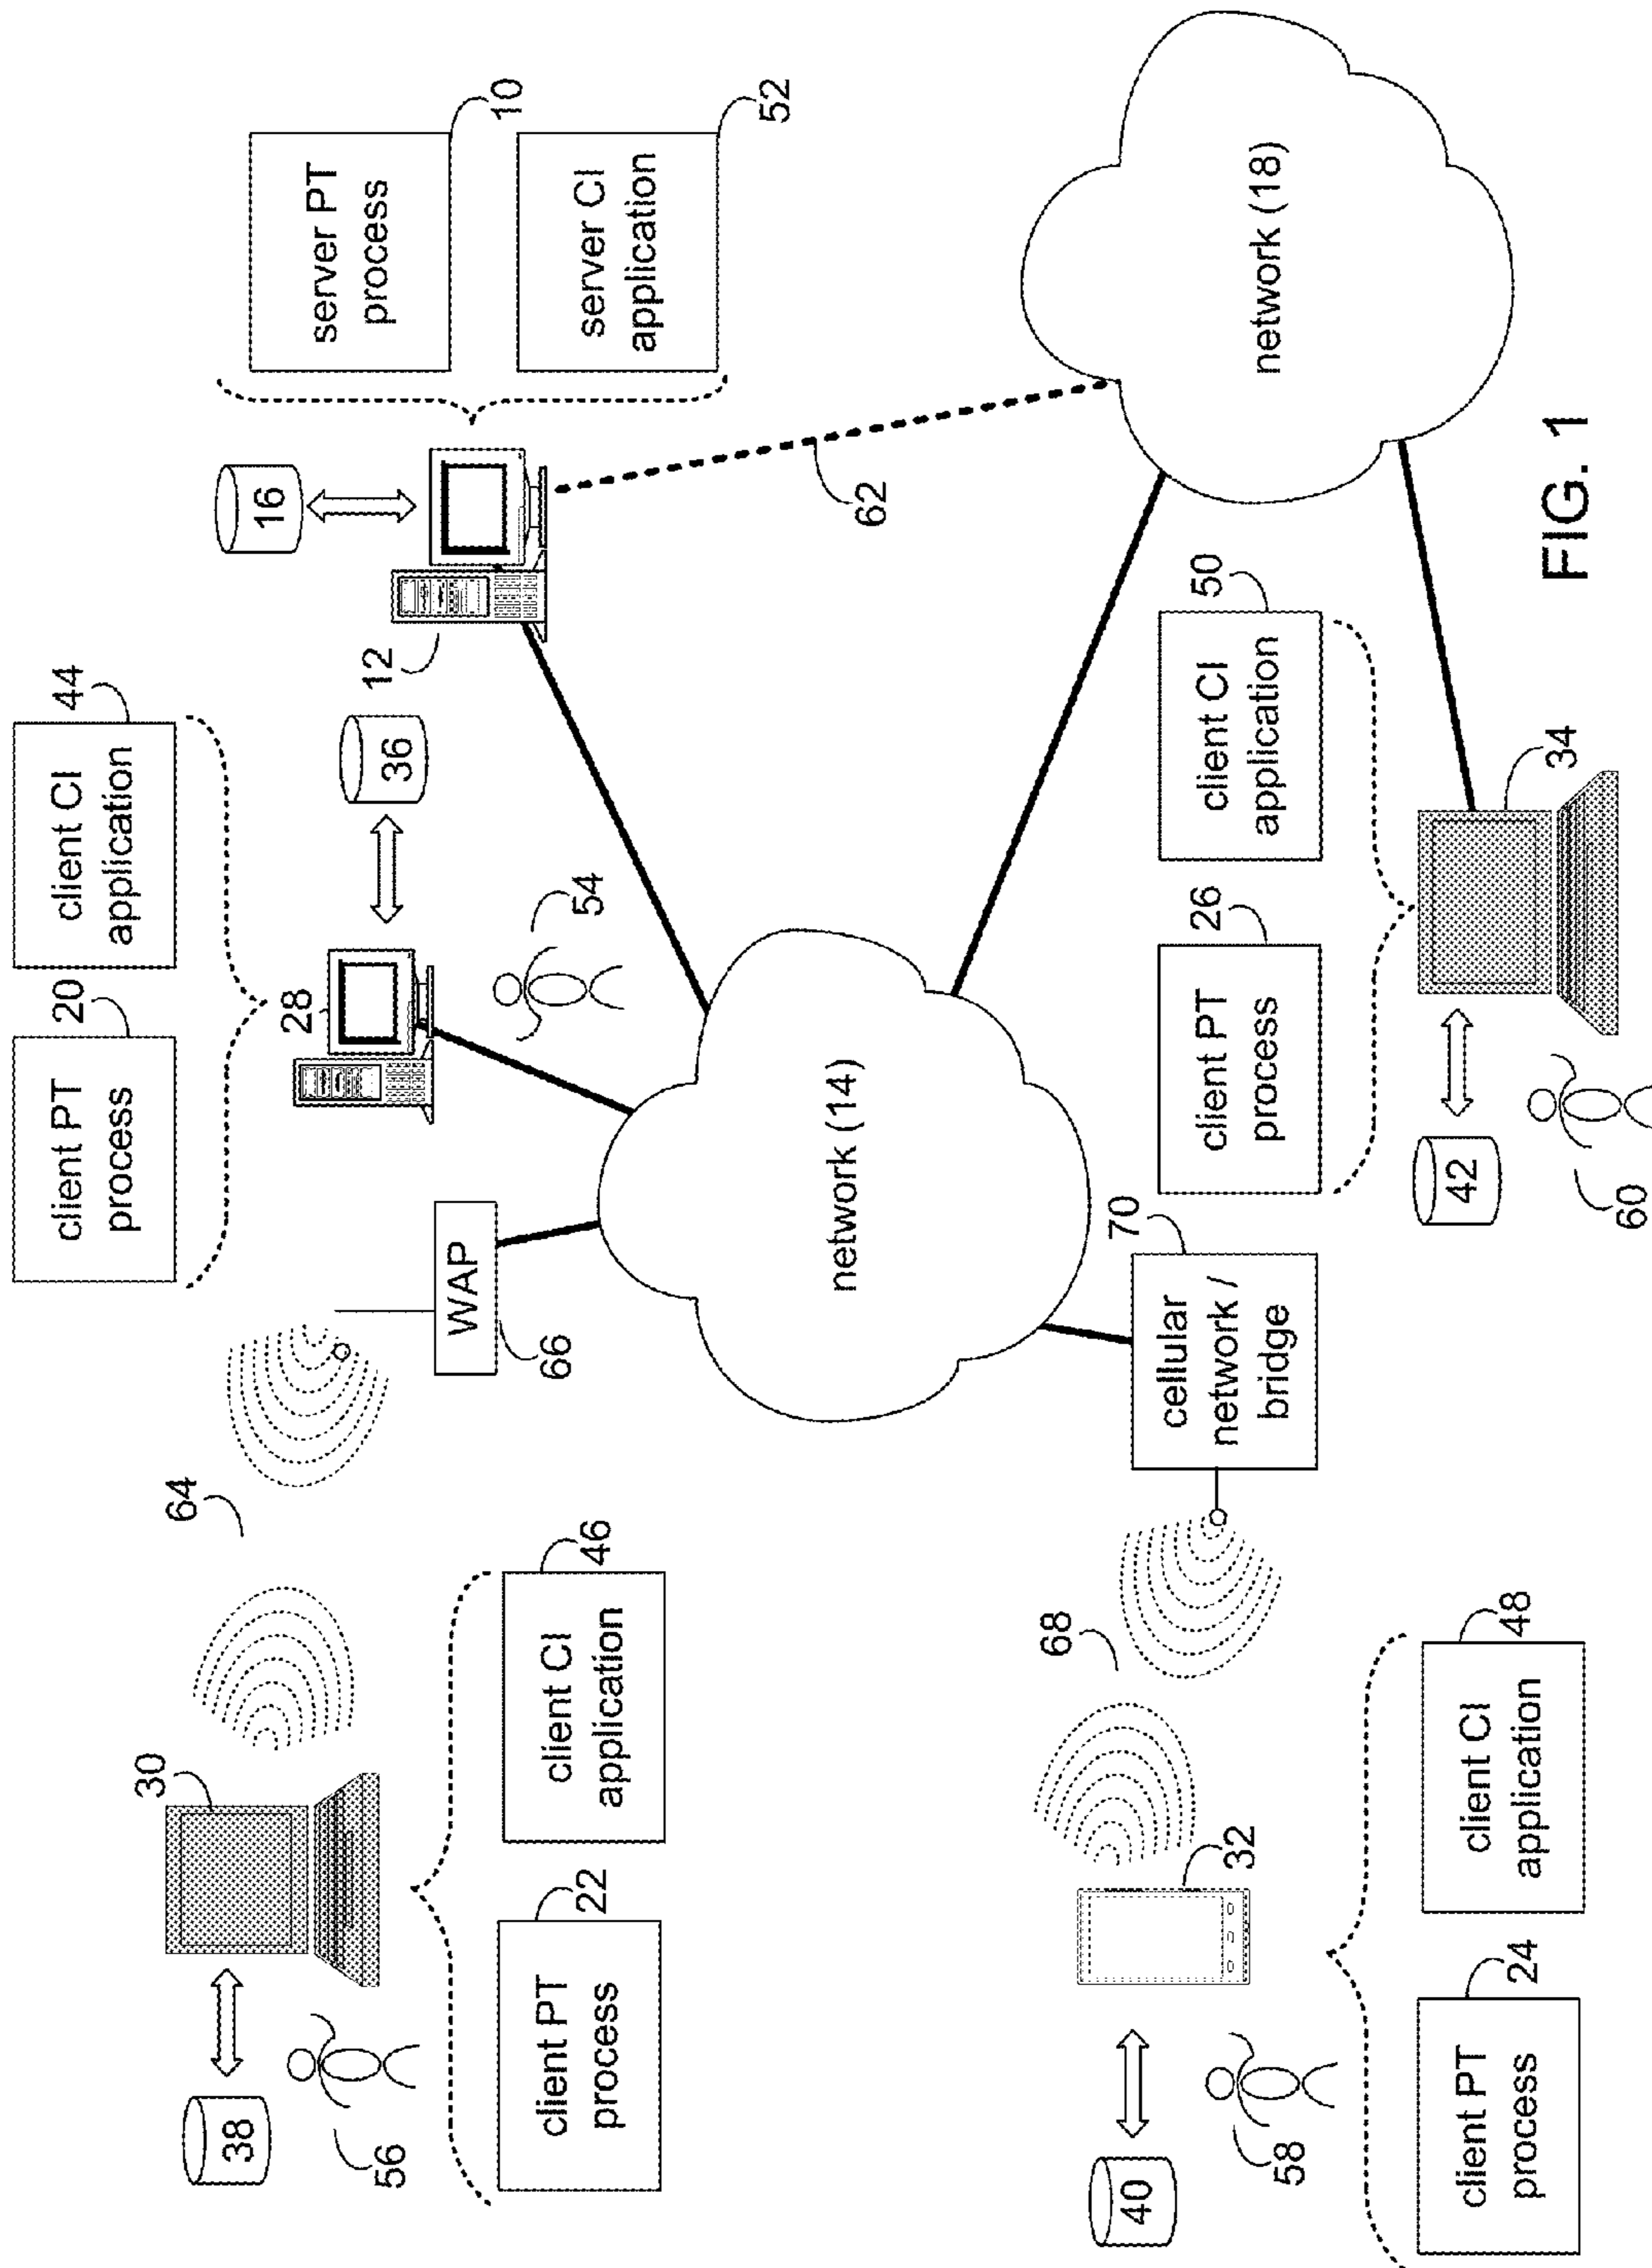 38
56
30
client PT
process
22
client CI
application
46
64
WAP
66
client PT
process
20
client CI
application
44
28
36
54
12
16
server PT
process
10
server CI
application
52
62
network (14)
network (18)
40
58
32
client PT
process
24
client CI
application
48
68
cellular
network /
bridge
70
client PT
process
26
client CI
application
50
42
60
34
FIG. 1